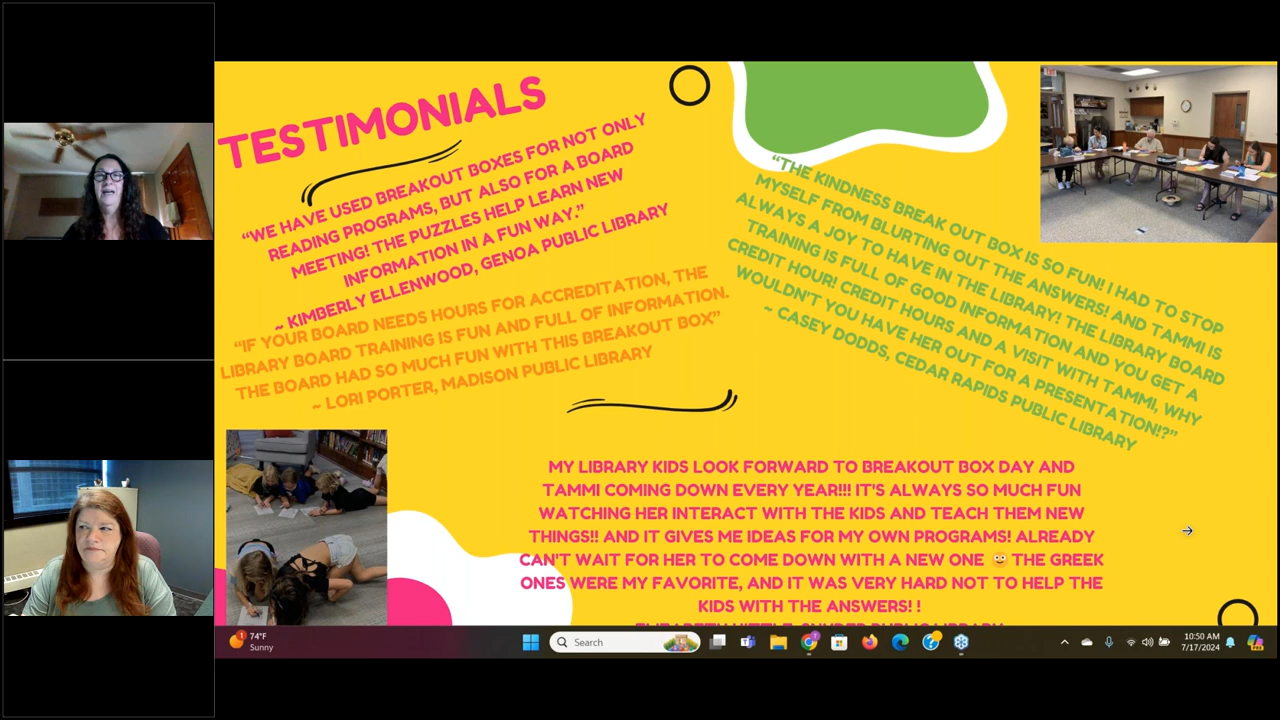 TESTIMONIALS
“WE HAVE USED BREAKOUT BOXES FOR NOT ONLY
READING PROGRAMS, BUT ALSO FOR A BOARD
MEETING! THE PUZZLES HELP LEARN NEW
INFORMATION IN A FUN WAY.”
~ KIMBERLY ELLENWOOD, GENOA PUBLIC LIBRARY
“IF YOUR BOARD NEEDS HOURS FOR ACCREDITATION, THE
LIBRARY BOARD TRAINING IS FUN AND FULL OF INFORMATION.
THE BOARD HAD SO MUCH FUN WITH THIS BREAKOUT BOX”
~ LORI PORTER, MADISON PUBLIC LIBRARY
“THE KINDNESS BREAK OUT BOX IS SO FUN! I HAD TO STOP
MYSELF FROM BLURTING OUT THE ANSWERS! AND TAMMI IS
ALWAYS A JOY TO HAVE IN THE LIBRARY! THE LIBRARY BOARD
TRAINING IS FULL OF GOOD INFORMATION AND YOU GET A
CREDIT HOUR! CREDIT HOURS AND A VISIT WITH TAMMI, WHY
WOULDN'T YOU HAVE HER OUT FOR A PRESENTATION!?”
~ CASEY DODDS, CEDAR RAPIDS PUBLIC LIBRARY
MY LIBRARY KIDS LOOK FORWARD TO BREAKOUT BOX DAY AND
TAMMI COMING DOWN EVERY YEAR!!! IT'S ALWAYS SO MUCH FUN
WATCHING HER INTERACT WITH THE KIDS AND TEACH THEM NEW
THINGS!! AND IT GIVES ME IDEAS FOR MY OWN PROGRAMS! ALREADY
CAN'T WAIT FOR HER TO COME DOWN WITH A NEW ONE 😀 THE GREEK
ONES WERE MY FAVORITE, AND IT WAS VERY HARD NOT TO HELP THE
KIDS WITH THE ANSWERS! !
74°F
Sunny
Search
10:50 AM
7/17/2024